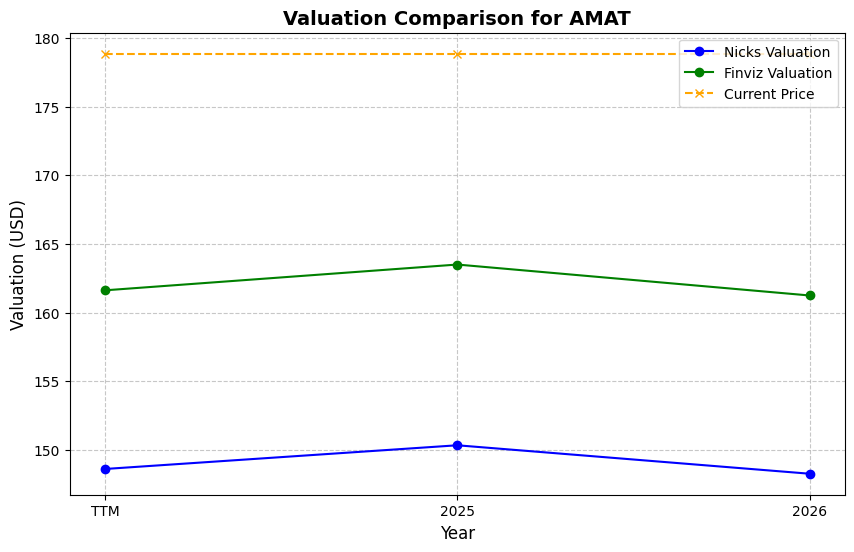 Valuation Comparison for AMAT
Nicks Valuation
Finviz Valuation
Current Price
Valuation (USD)
180
175
170
165
160
155
150
TTM
2025
2026
Year